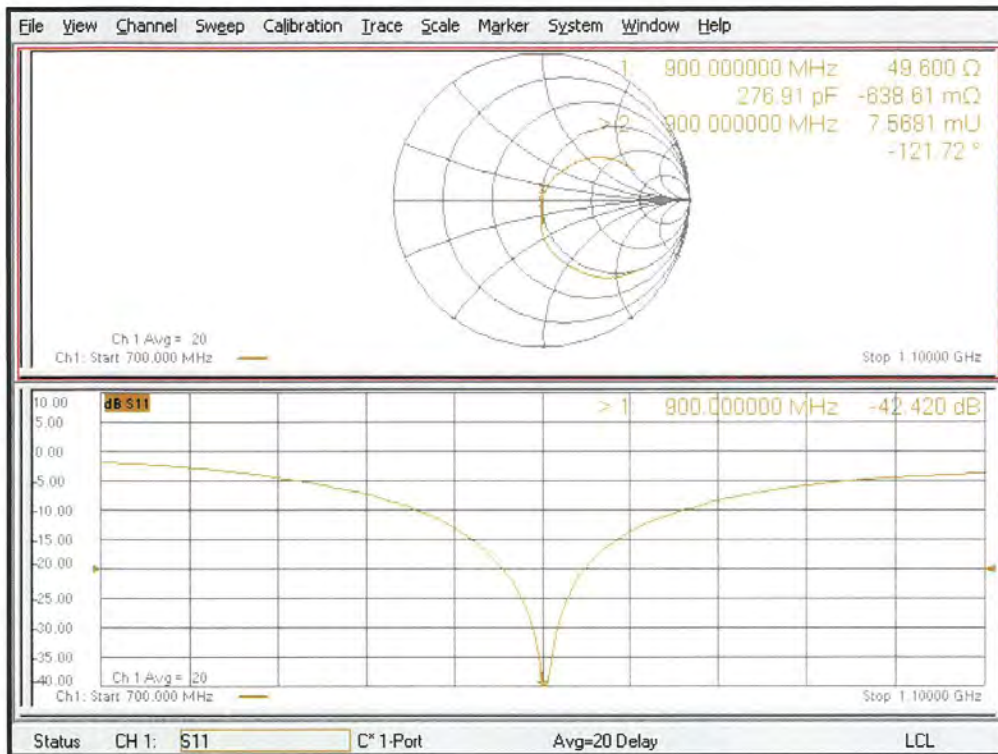 File View Channel Sweep Calibration Trace Scale Marker System Window Help
1: 900.000000 MHz 49.600 Ω
276.91 pF -638.61 mΩ
> 2: 900.000000 MHz 7.5681 mU
-121.72 °
Ch 1 Avg = 20
Ch1: Start 700.000 MHz
Stop 1.10000 GHz
10.00
dB S11
> 1: 900.000000 MHz -42.420 dB
5.00
0.00
-5.00
-10.00
-15.00
-20.00
-25.00
-30.00
-35.00
-40.00
Ch 1 Avg = 20
Ch1: Start 700.000 MHz
Stop 1.10000 GHz
Status CH 1: S11 C* 1-Port Avg=20 Delay LCL